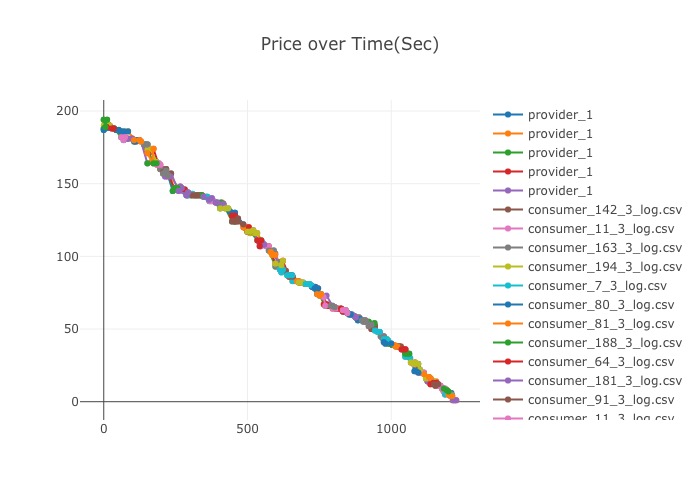 Price over Time(Sec)
200
150
100
50
0
0
500
1000
provider_1
provider_1
provider_1
provider_1
provider_1
consumer_142_3_log.csv
consumer_11_3_log.csv
consumer_163_3_log.csv
consumer_194_3_log.csv
consumer_7_3_log.csv
consumer_80_3_log.csv
consumer_81_3_log.csv
consumer_188_3_log.csv
consumer_64_3_log.csv
consumer_181_3_log.csv
consumer_91_3_log.csv
consumer_11_3_log.csv